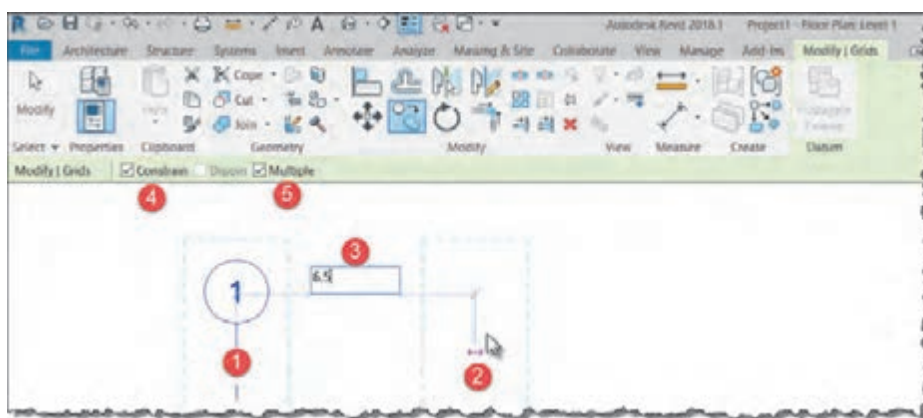 Autodesk Revit 2018.1 Project1 - Floor Plan: Level 1
File Architecture Structure Systems Insert Annotate Analyze Massing & Site Collaborate View Manage Add-Ins Modify | Grids
Cope
Cut
Join
Modify
Select Properties Clipboard Geometry Modify View Measure Create Datum
Modify | Grids Constrain Disjoin Multiple
4 5
3
6.5
1
1
2